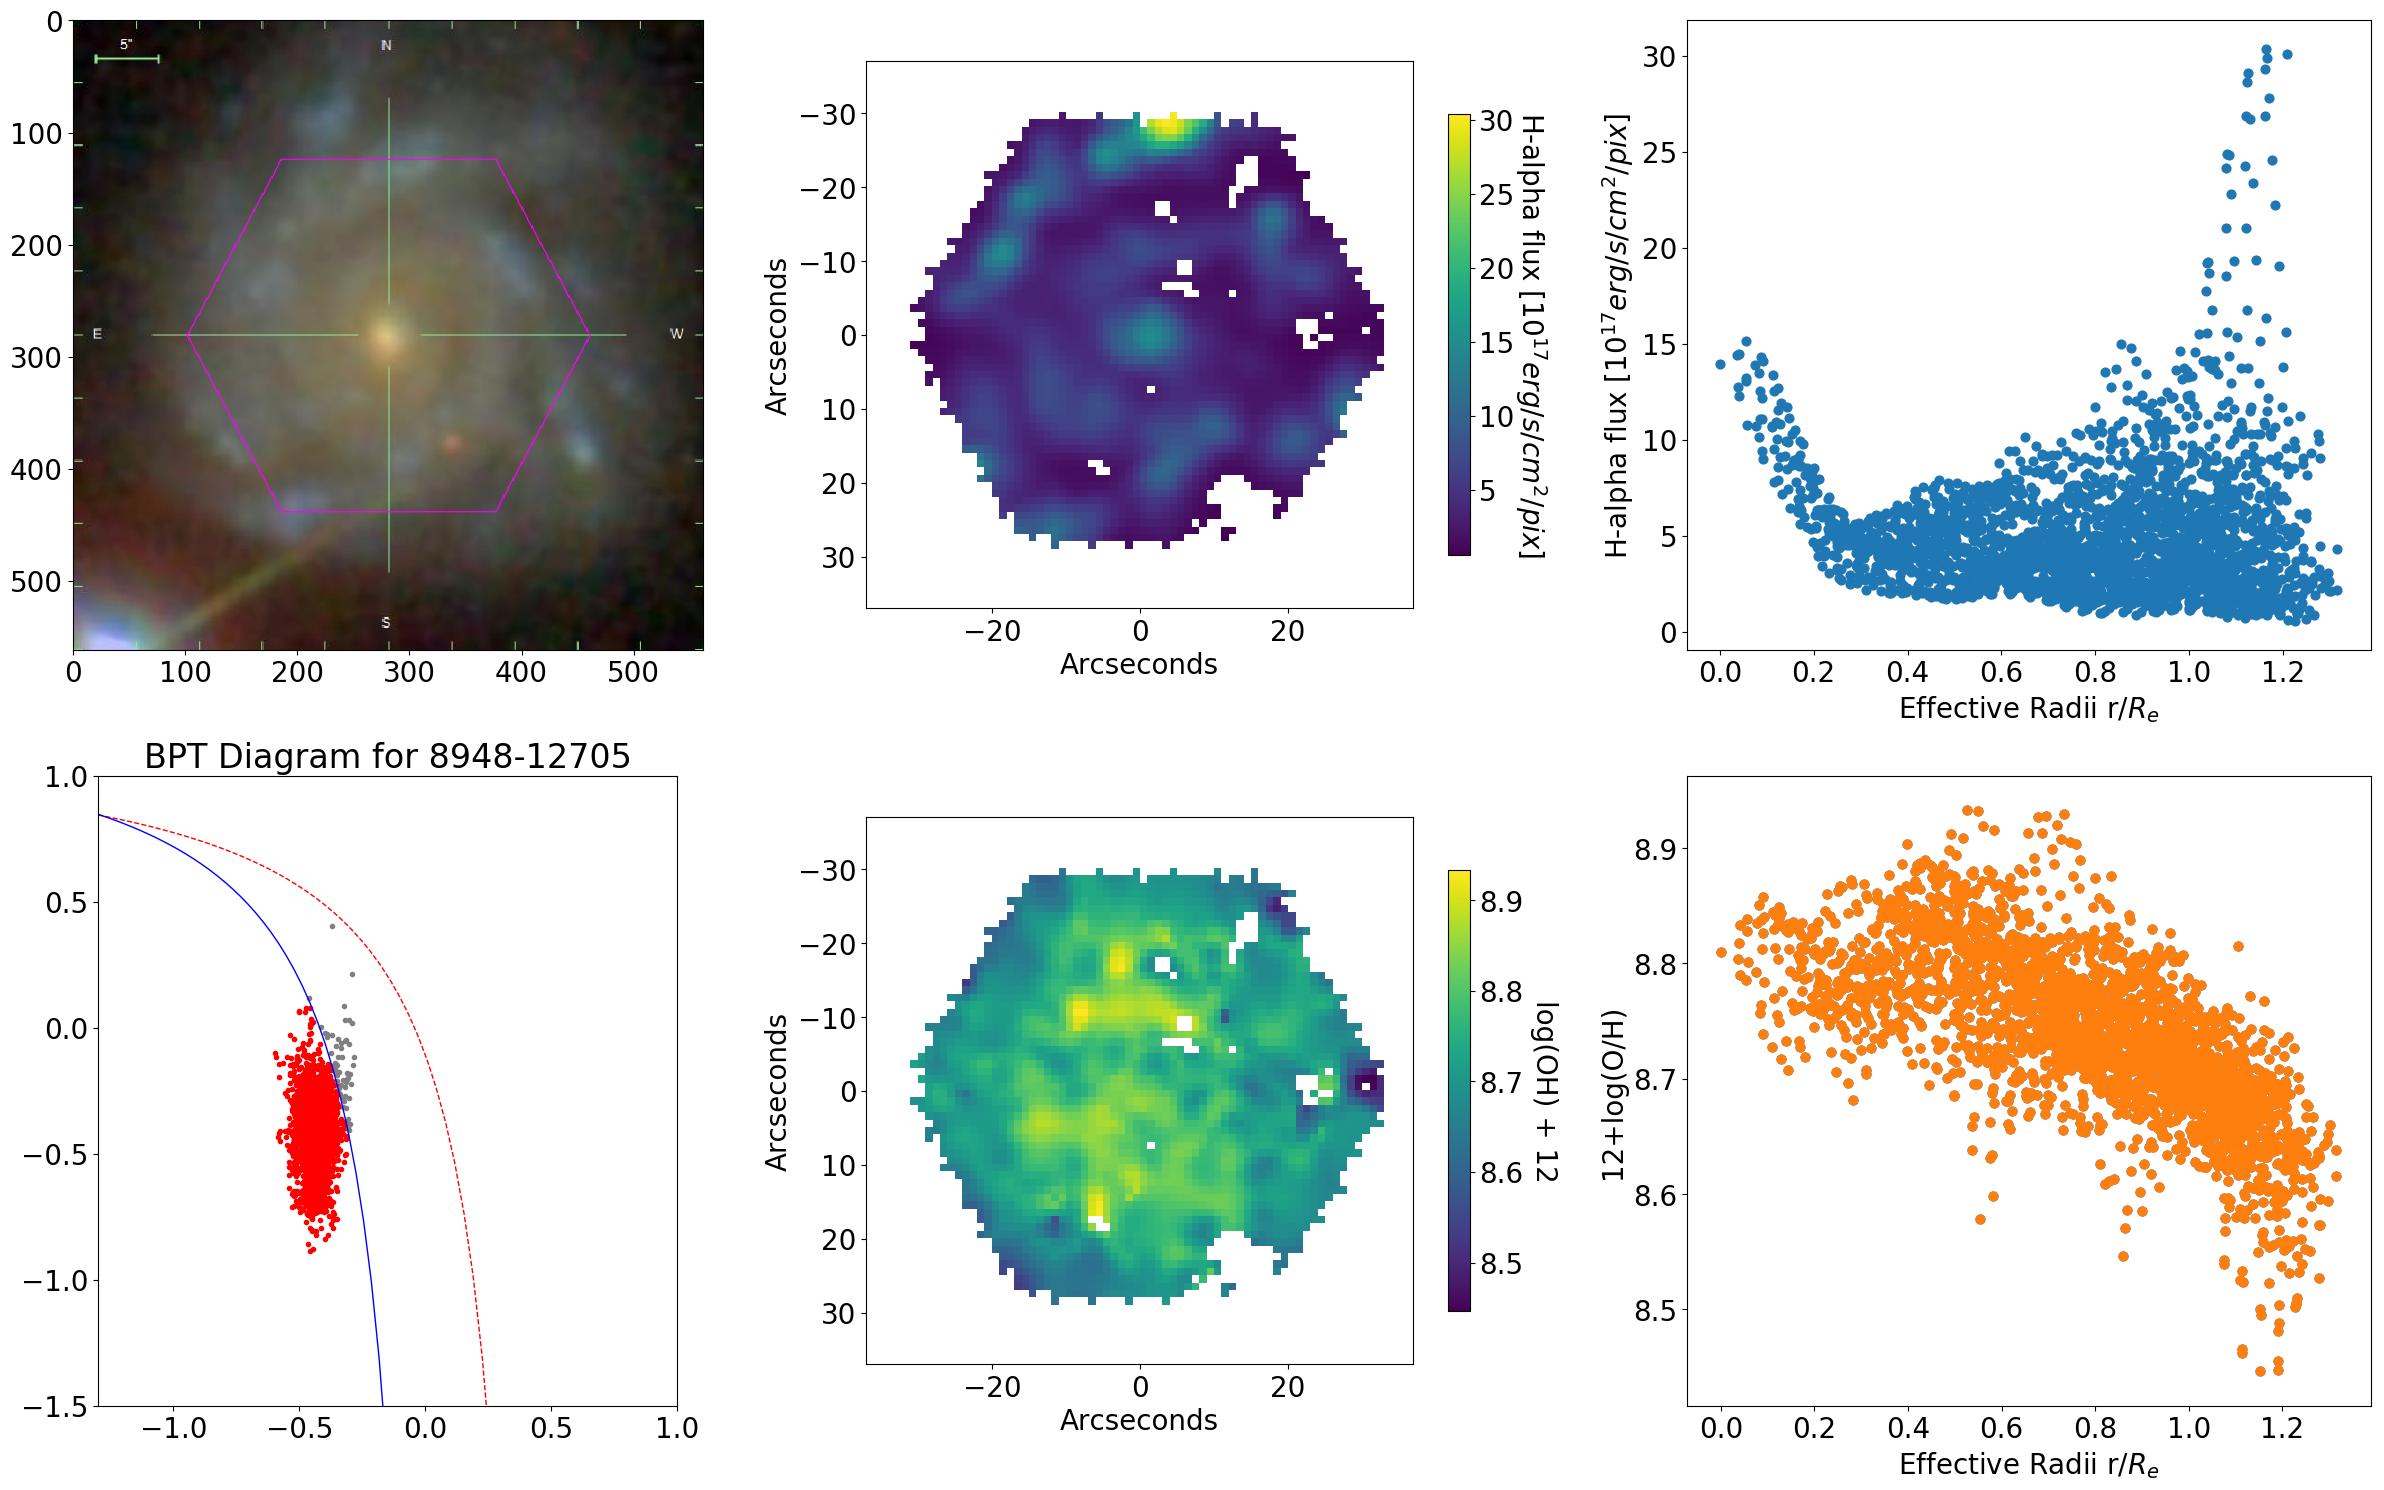 0
100
200
300
400
500
0 100 200 300 400 500
5"
N
E
W
S
−30
−20
−10
0
10
20
30
Arcseconds
−20 0 20
Arcseconds
30
25
20
15
10
5
H-alpha flux [10^17 erg/s/cm^2/pix]
30
25
20
15
10
5
0
H-alpha flux [10^17 erg/s/cm^2/pix]
0.0 0.2 0.4 0.6 0.8 1.0 1.2
Effective Radii r/R_e
BPT Diagram for 8948-12705
1.0
0.5
0.0
−0.5
−1.0
−1.5
−1.0 −0.5 0.0 0.5 1.0
−30
−20
−10
0
10
20
30
Arcseconds
−20 0 20
Arcseconds
8.9
8.8
8.7
8.6
8.5
log(OH) + 12
8.9
8.8
8.7
8.6
8.5
12+log(O/H)
0.0 0.2 0.4 0.6 0.8 1.0 1.2
Effective Radii r/R_e